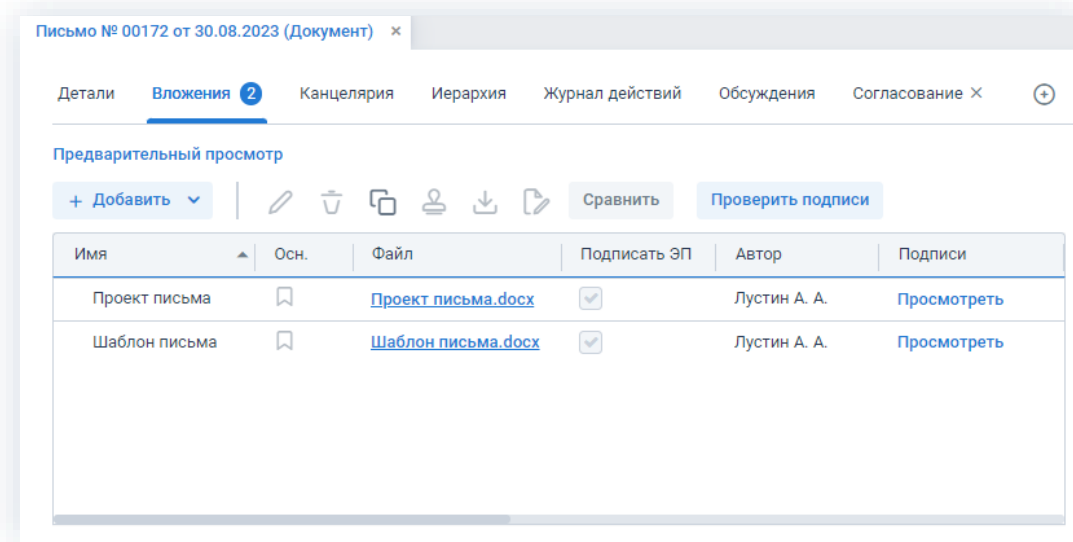 Письмо № 00172 от 30.08.2023 (Документ) ×
Детали Вложения 2 Канцелярия Иерархия Журнал действий Обсуждения Согласование ×
Предварительный просмотр
+ Добавить Сравнить Проверить подписи
Имя Осн. Файл Подписать ЭП Автор Подписи
Проект письма Проект письма.docx Лустин А. А. Просмотреть
Шаблон письма Шаблон письма.docx Лустин А. А. Просмотреть